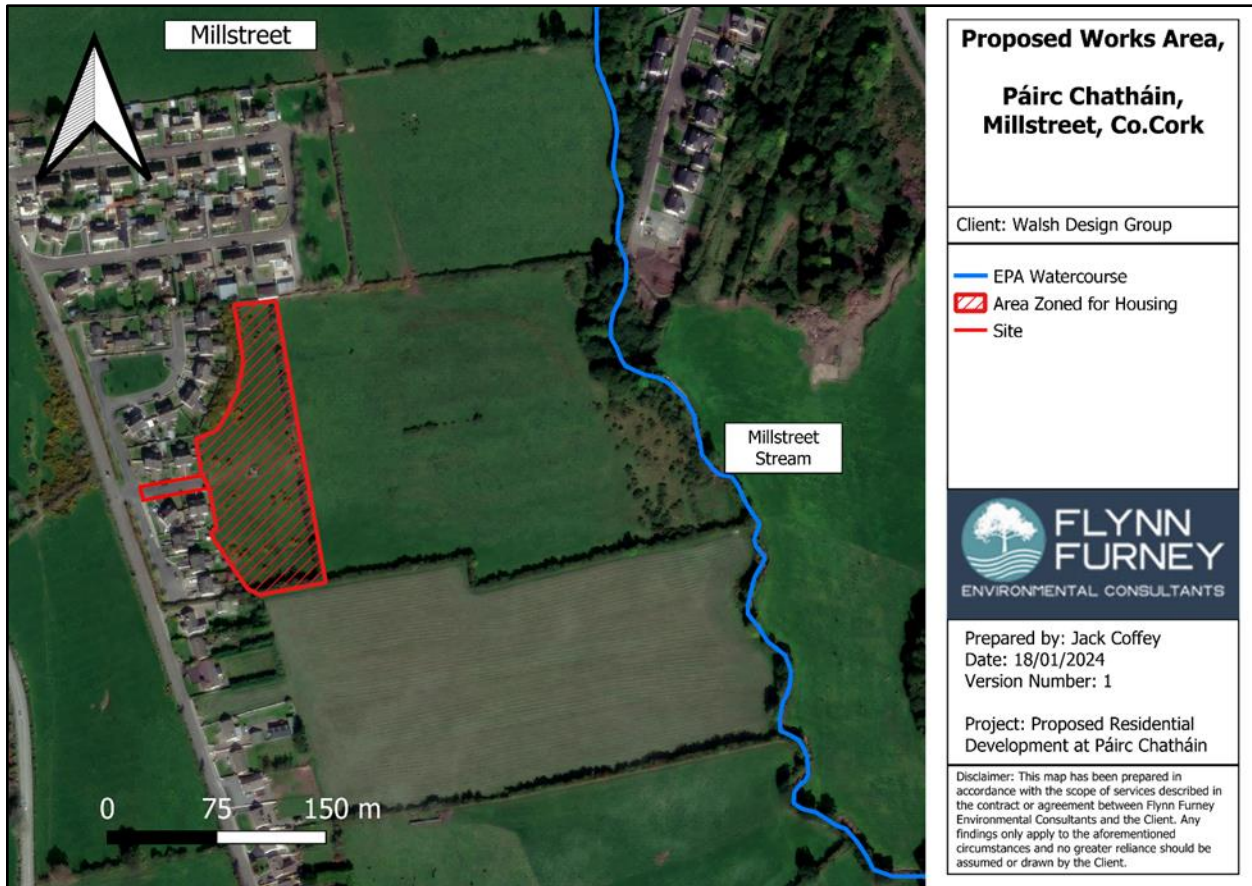 Millstreet
Millstreet
Stream
0 75 150 m
Proposed Works Area,
Páirc Chatháin,
Millstreet, Co.Cork
Client: Walsh Design Group
EPA Watercourse
Area Zoned for Housing
Site
FLYNN
FURNEY
ENVIRONMENTAL CONSULTANTS
Prepared by: Jack Coffey
Date: 18/01/2024
Version Number: 1
Project: Proposed Residential
Development at Páirc Chatháin
Disclaimer: This map has been prepared in
accordance with the scope of services described in
the contract or agreement between Flynn Furney
Environmental Consultants and the Client. Any
findings only apply to the aforementioned
circumstances and no greater reliance should be
assumed or drawn by the Client.